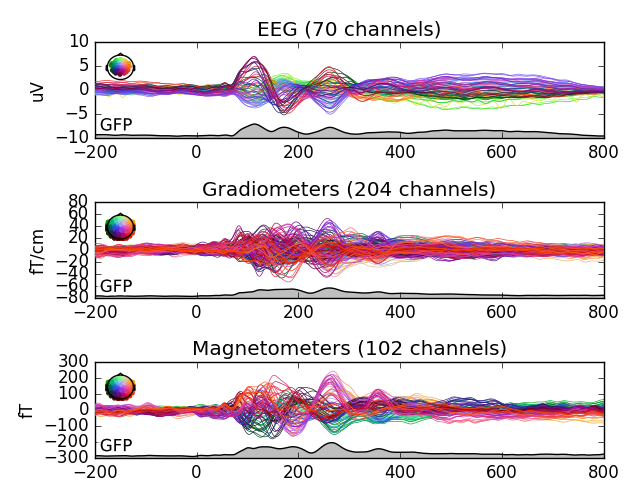 EEG (70 channels)
10
5
0
−5
−10
uV
GFP
−200 0 200 400 600 800
Gradiometers (204 channels)
80
60
40
20
0
−20
−40
−60
−80
fT/cm
GFP
−200 0 200 400 600 800
Magnetometers (102 channels)
300
200
100
0
−100
−200
−300
fT
GFP
−200 0 200 400 600 800